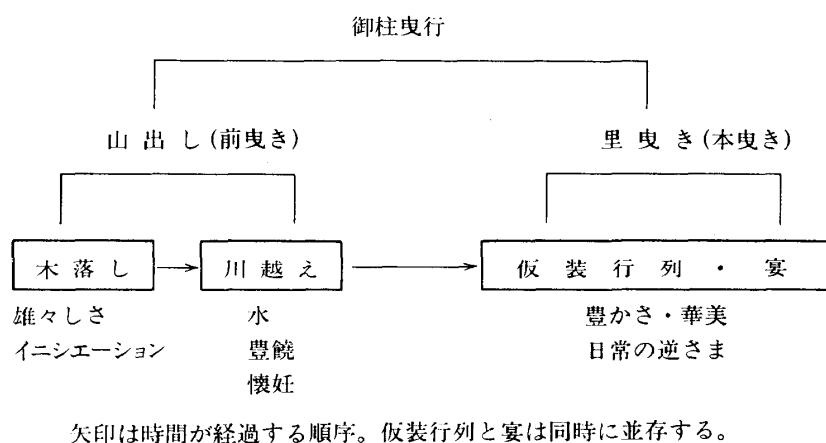 御柱曳行
山出し(前曳き)
里曳き(本曳き)
木落し
川越え
仮装行列・宴
雄々しさ
イニシエーション
水
豊饒
懐妊
豊かさ・華美
日常の逆さま
矢印は時間が経過する順序。仮装行列と宴は同時に並存する。